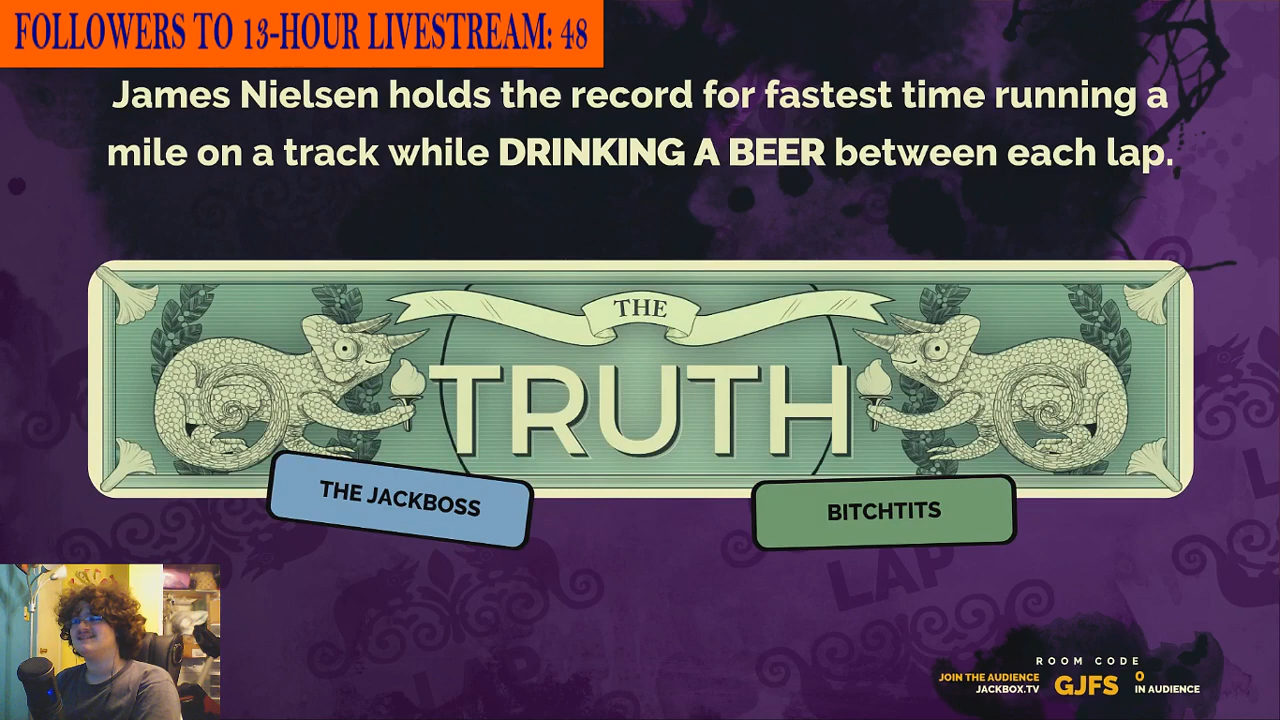 FOLLOWERS TO 13-HOUR LIVESTREAM: 48
James Nielsen holds the record for fastest time running a
mile on a track while DRINKING A BEER between each lap.
THE
TRUTH
THE JACKBOSS
BITCHTITS
LAP
LAP
ROOM CODE
JOIN THE AUDIENCE
JACKBOX.TV
GJFS
0
IN AUDIENCE